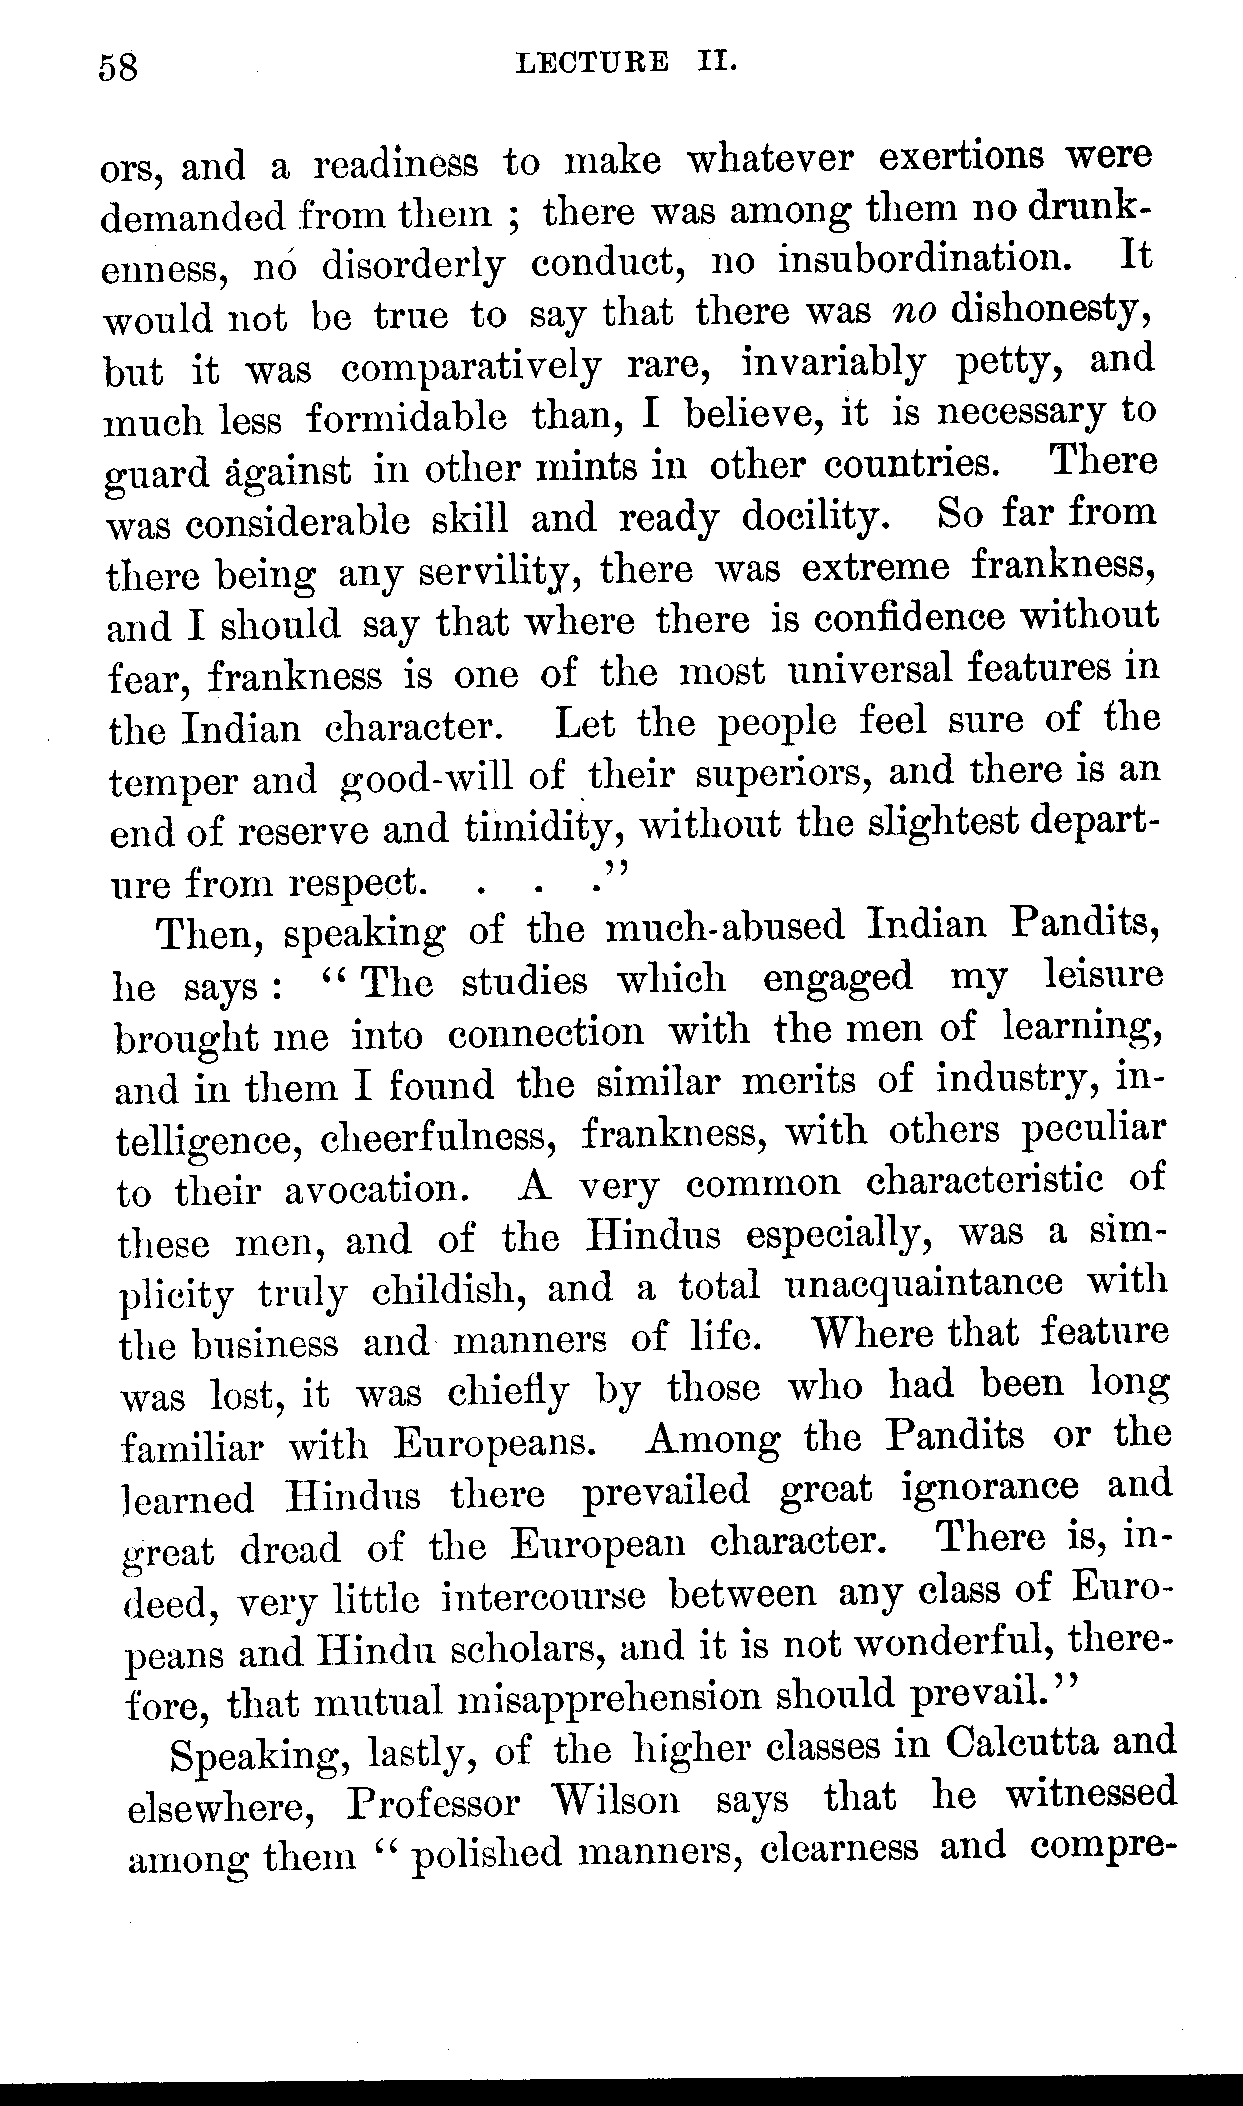 58 LECTURE II.
ors, and a readiness to make whatever exertions were
demanded from them ; there was among them no drunk-
enness, no disorderly conduct, no insubordination. It
would not be true to say that there was no dishonesty,
but it was comparatively rare, invariably petty, and
much less formidable than, I believe, it is necessary to
guard against in other mints in other countries. There
was considerable skill and ready docility. So far from
there being any servility, there was extreme frankness,
and I should say that where there is confidence without
fear, frankness is one of the most universal features in
the Indian character. Let the people feel sure of the
temper and good-will of their superiors, and there is an
end of reserve and timidity, without the slightest depart-
ure from respect. . . .”
Then, speaking of the much-abused Indian Pandits,
he says : “ The studies which engaged my leisure
brought me into connection with the men of learning,
and in them I found the similar merits of industry, in-
telligence, cheerfulness, frankness, with others peculiar
to their avocation. A very common characteristic of
these men, and of the Hindus especially, was a sim-
plicity truly childish, and a total unacquaintance with
the business and manners of life. Where that feature
was lost, it was chiefly by those who had been long
familiar with Europeans. Among the Pandits or the
learned Hindus there prevailed great ignorance and
great dread of the European character. There is, in-
deed, very little intercourse between any class of Euro-
peans and Hindu scholars, and it is not wonderful, there-
fore, that mutual misapprehension should prevail.”
Speaking, lastly, of the higher classes in Calcutta and
elsewhere, Professor Wilson says that he witnessed
among them “ polished manners, clearness and compre-